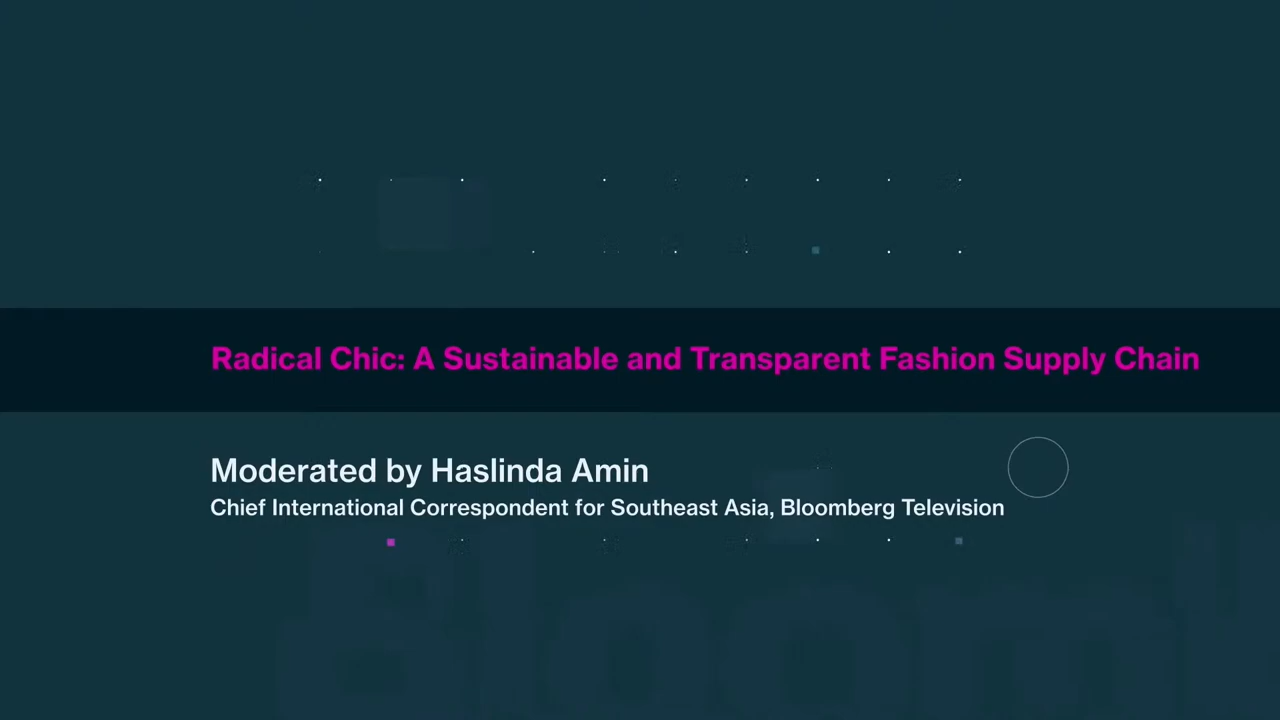 Radical Chic: A Sustainable and Transparent Fashion Supply Chain
Moderated by Haslinda Amin
Chief International Correspondent for Southeast Asia, Bloomberg Television